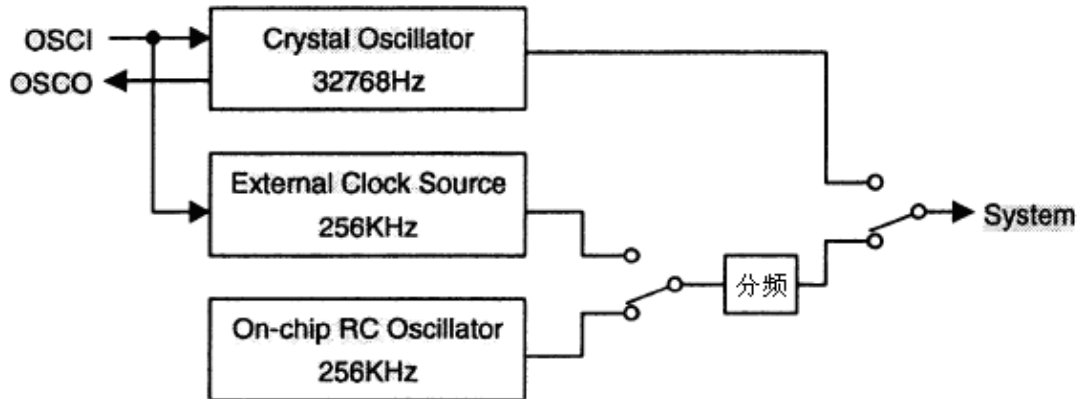 OSCI
OSCO
Crystal Oscillator
32768Hz
External Clock Source
256KHz
On-chip RC Oscillator
256KHz
分频
System